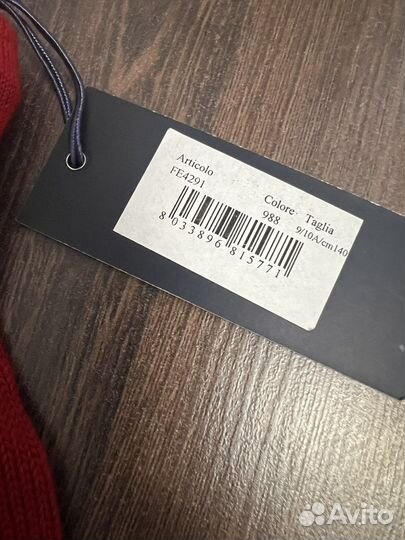 Articolo
FE4291
Colore Taglia
988 9/10A/cm140
8 033896 815771
Avito